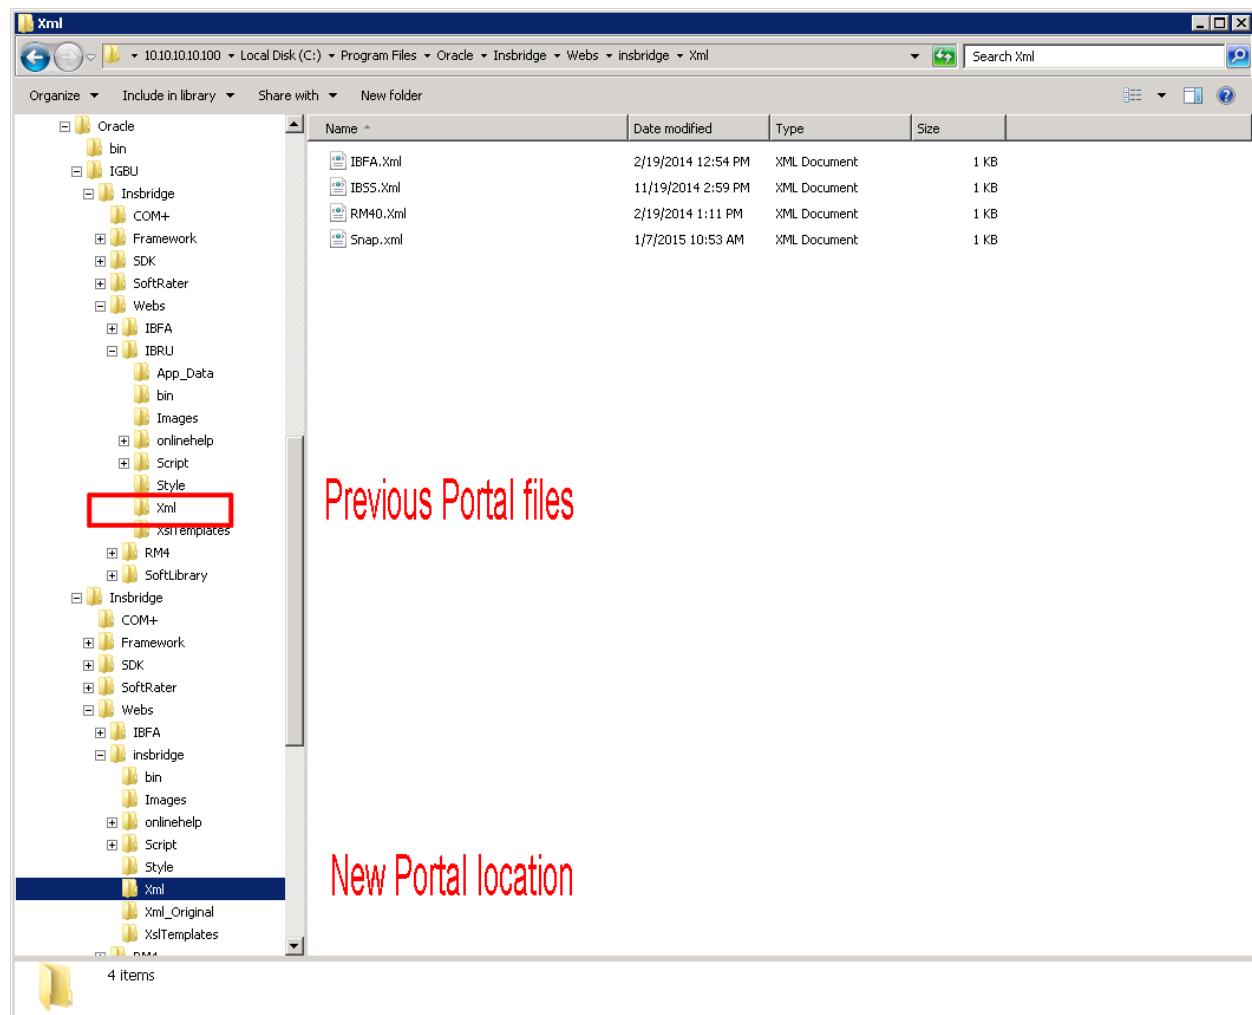 Xml
10.10.10.10.100 Local Disk (C:) Program Files Oracle Insbridge Webs insbridge Xml
Search Xml
Organize Include in library Share with New folder
Oracle
bin
IGBU
Insbridge
COM+
Framework
SDK
SoftRater
Webs
IBFA
IBRU
App_Data
bin
Images
onlinehelp
Script
Style
Xml
XslTemplates
RM4
SoftLibrary
Insbridge
COM+
Framework
SDK
SoftRater
Webs
IBFA
insbridge
bin
Images
onlinehelp
Script
Style
Xml
Xml_Original
XslTemplates
RM4
Name Date modified Type Size
IBFA.Xml 2/19/2014 12:54 PM XML Document 1 KB
IBSS.Xml 11/19/2014 2:59 PM XML Document 1 KB
RM40.Xml 2/19/2014 1:11 PM XML Document 1 KB
Snap.xml 1/7/2015 10:53 AM XML Document 1 KB
Previous Portal files
New Portal location
4 items